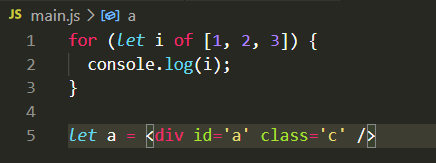 JS main.js > a
1 for (let i of [1, 2, 3]) {
2   console.log(i);
3 }
4
5 let a = <div id='a' class='c' />